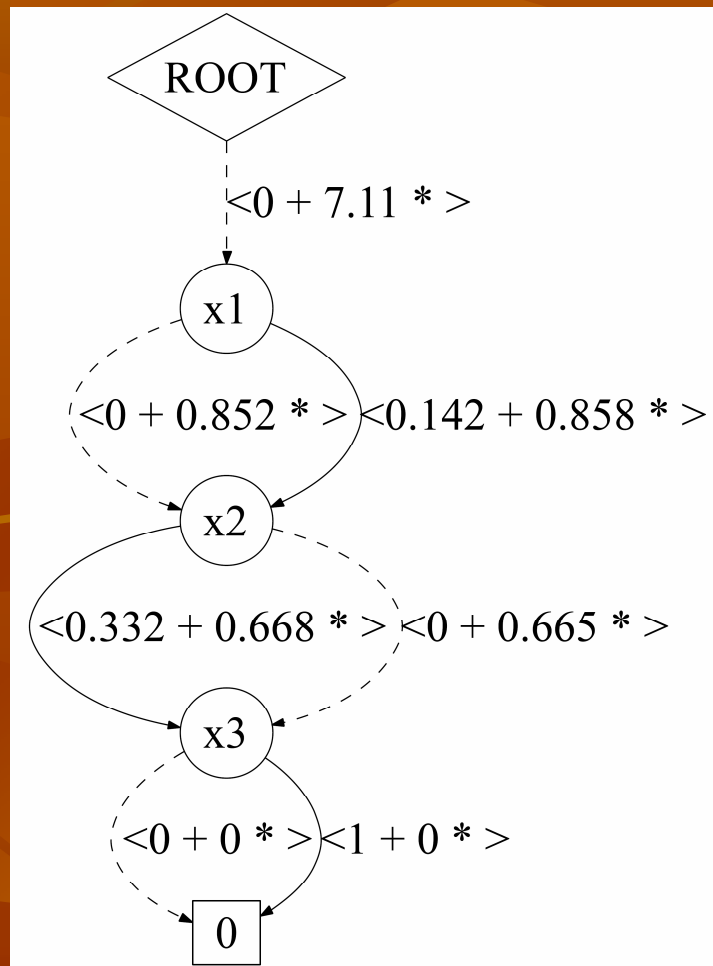 ROOT
<0 + 7.11 * >
x1
<0 + 0.852 * > <0.142 + 0.858 * >
x2
<0.332 + 0.668 * > <0 + 0.665 * >
x3
<0 + 0 * > <1 + 0 * >
0